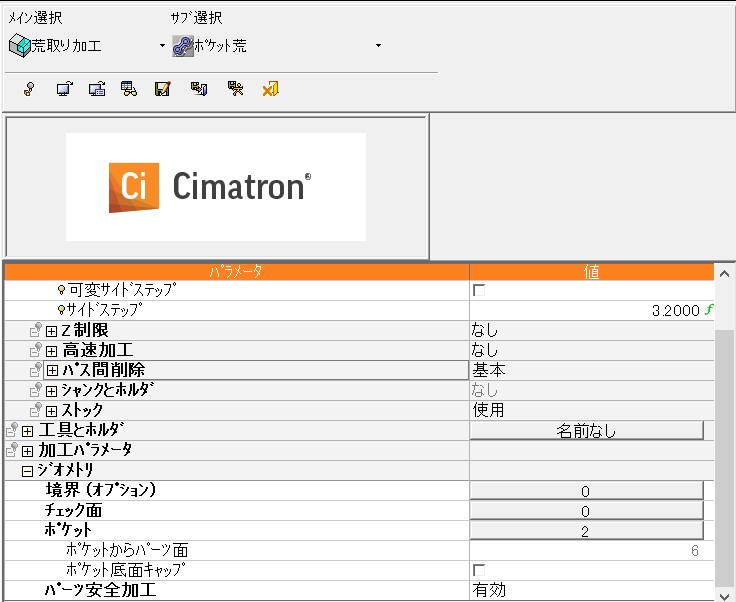 メイン選択 サブ選択
荒取り加工 ポケット荒
Ci Cimatron®
パラメータ 値
可変サイドステップ
サイドステップ 3.2000 f
Z制限 なし
高速加工 なし
パス間削除 基本
シャンクとホルダ なし
ストック 使用
工具とホルダ 名前なし
加工パラメータ
ジオメトリ
境界 (オプション) 0
チェック面 0
ポケット 2
ポケットからパーツ面 6
ポケット底面キャップ
パーツ安全加工 有効